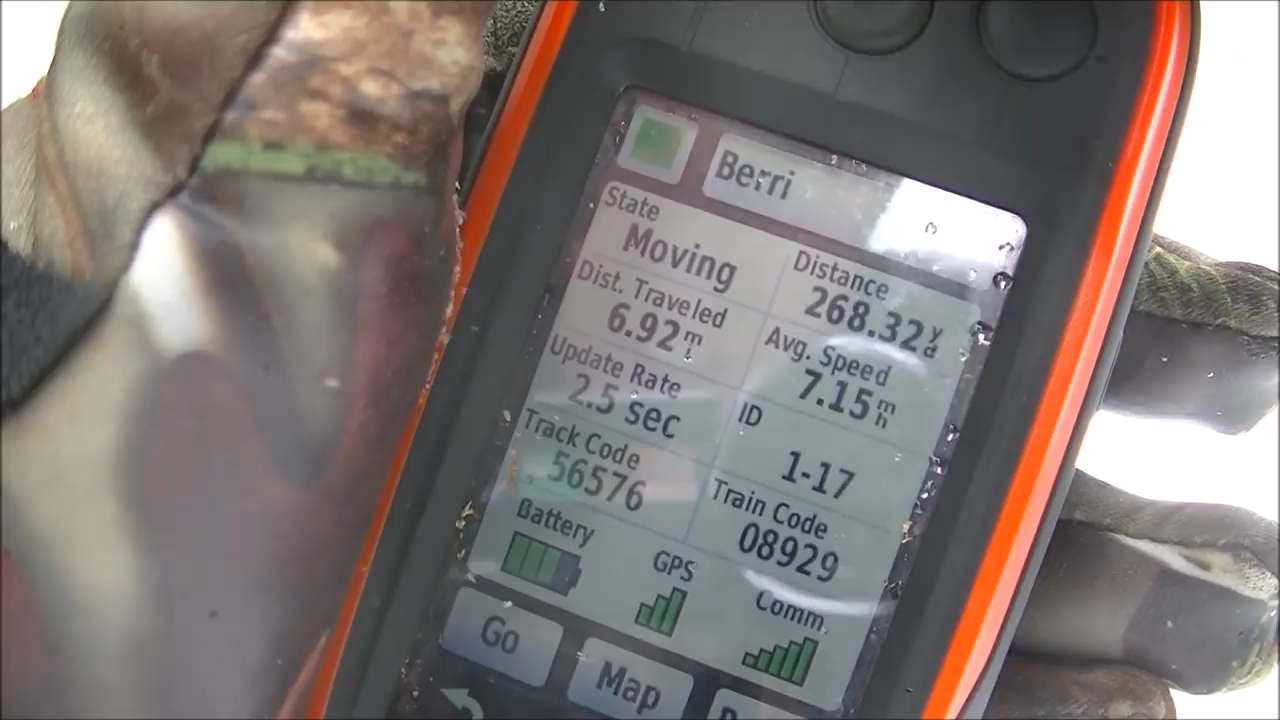 Berri
State
Moving
Distance
268.32 yd
Dist. Traveled
6.92 mi
Avg. Speed
7.15 mh
Update Rate
2.5 sec
ID
1-17
Track Code
56576
Train Code
08929
Battery
GPS
Comm.
Go
Map